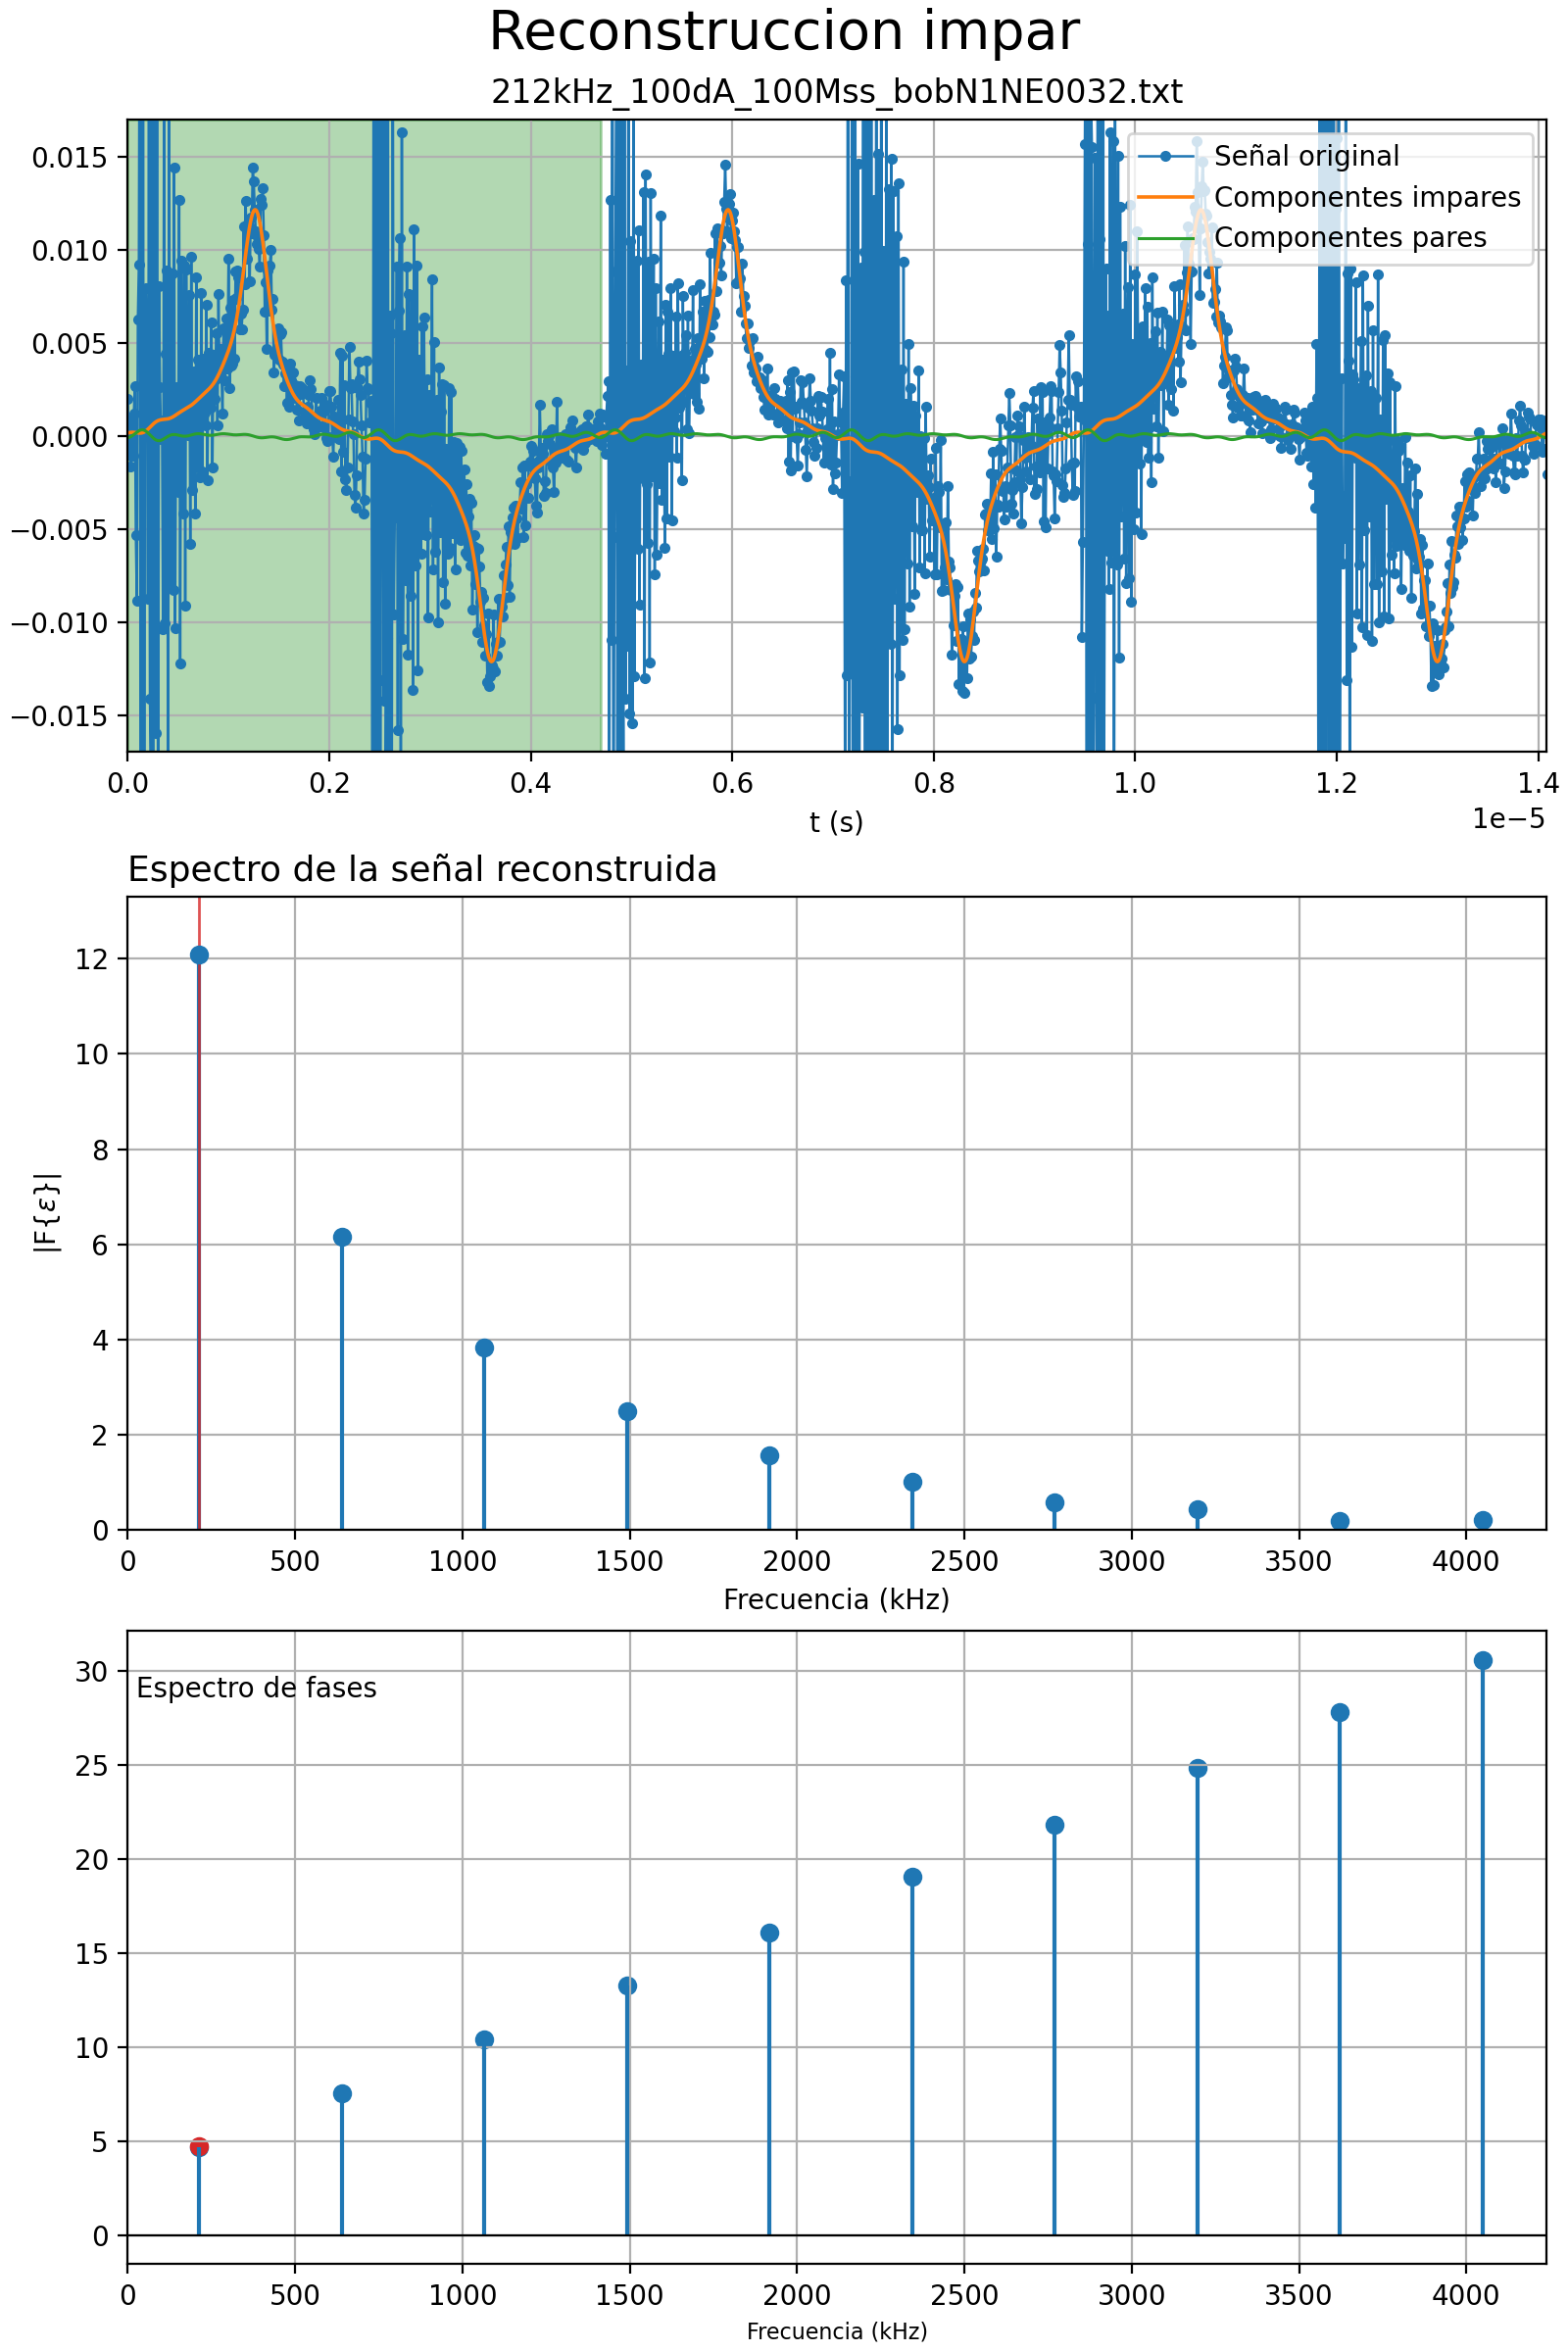 Reconstruccion impar
212kHz_100dA_100Mss_bobN1NE0032.txt
Señal original
Componentes impares
Componentes pares
0.015
0.010
0.005
0.000
−0.005
−0.010
−0.015
0.0 0.2 0.4 0.6 0.8 1.0 1.2 1.4
1e−5
t (s)
Espectro de la señal reconstruida
12
10
8
6
4
2
0
|F{ε}|
0 500 1000 1500 2000 2500 3000 3500 4000
Frecuencia (kHz)
Espectro de fases
30
25
20
15
10
5
0
0 500 1000 1500 2000 2500 3000 3500 4000
Frecuencia (kHz)